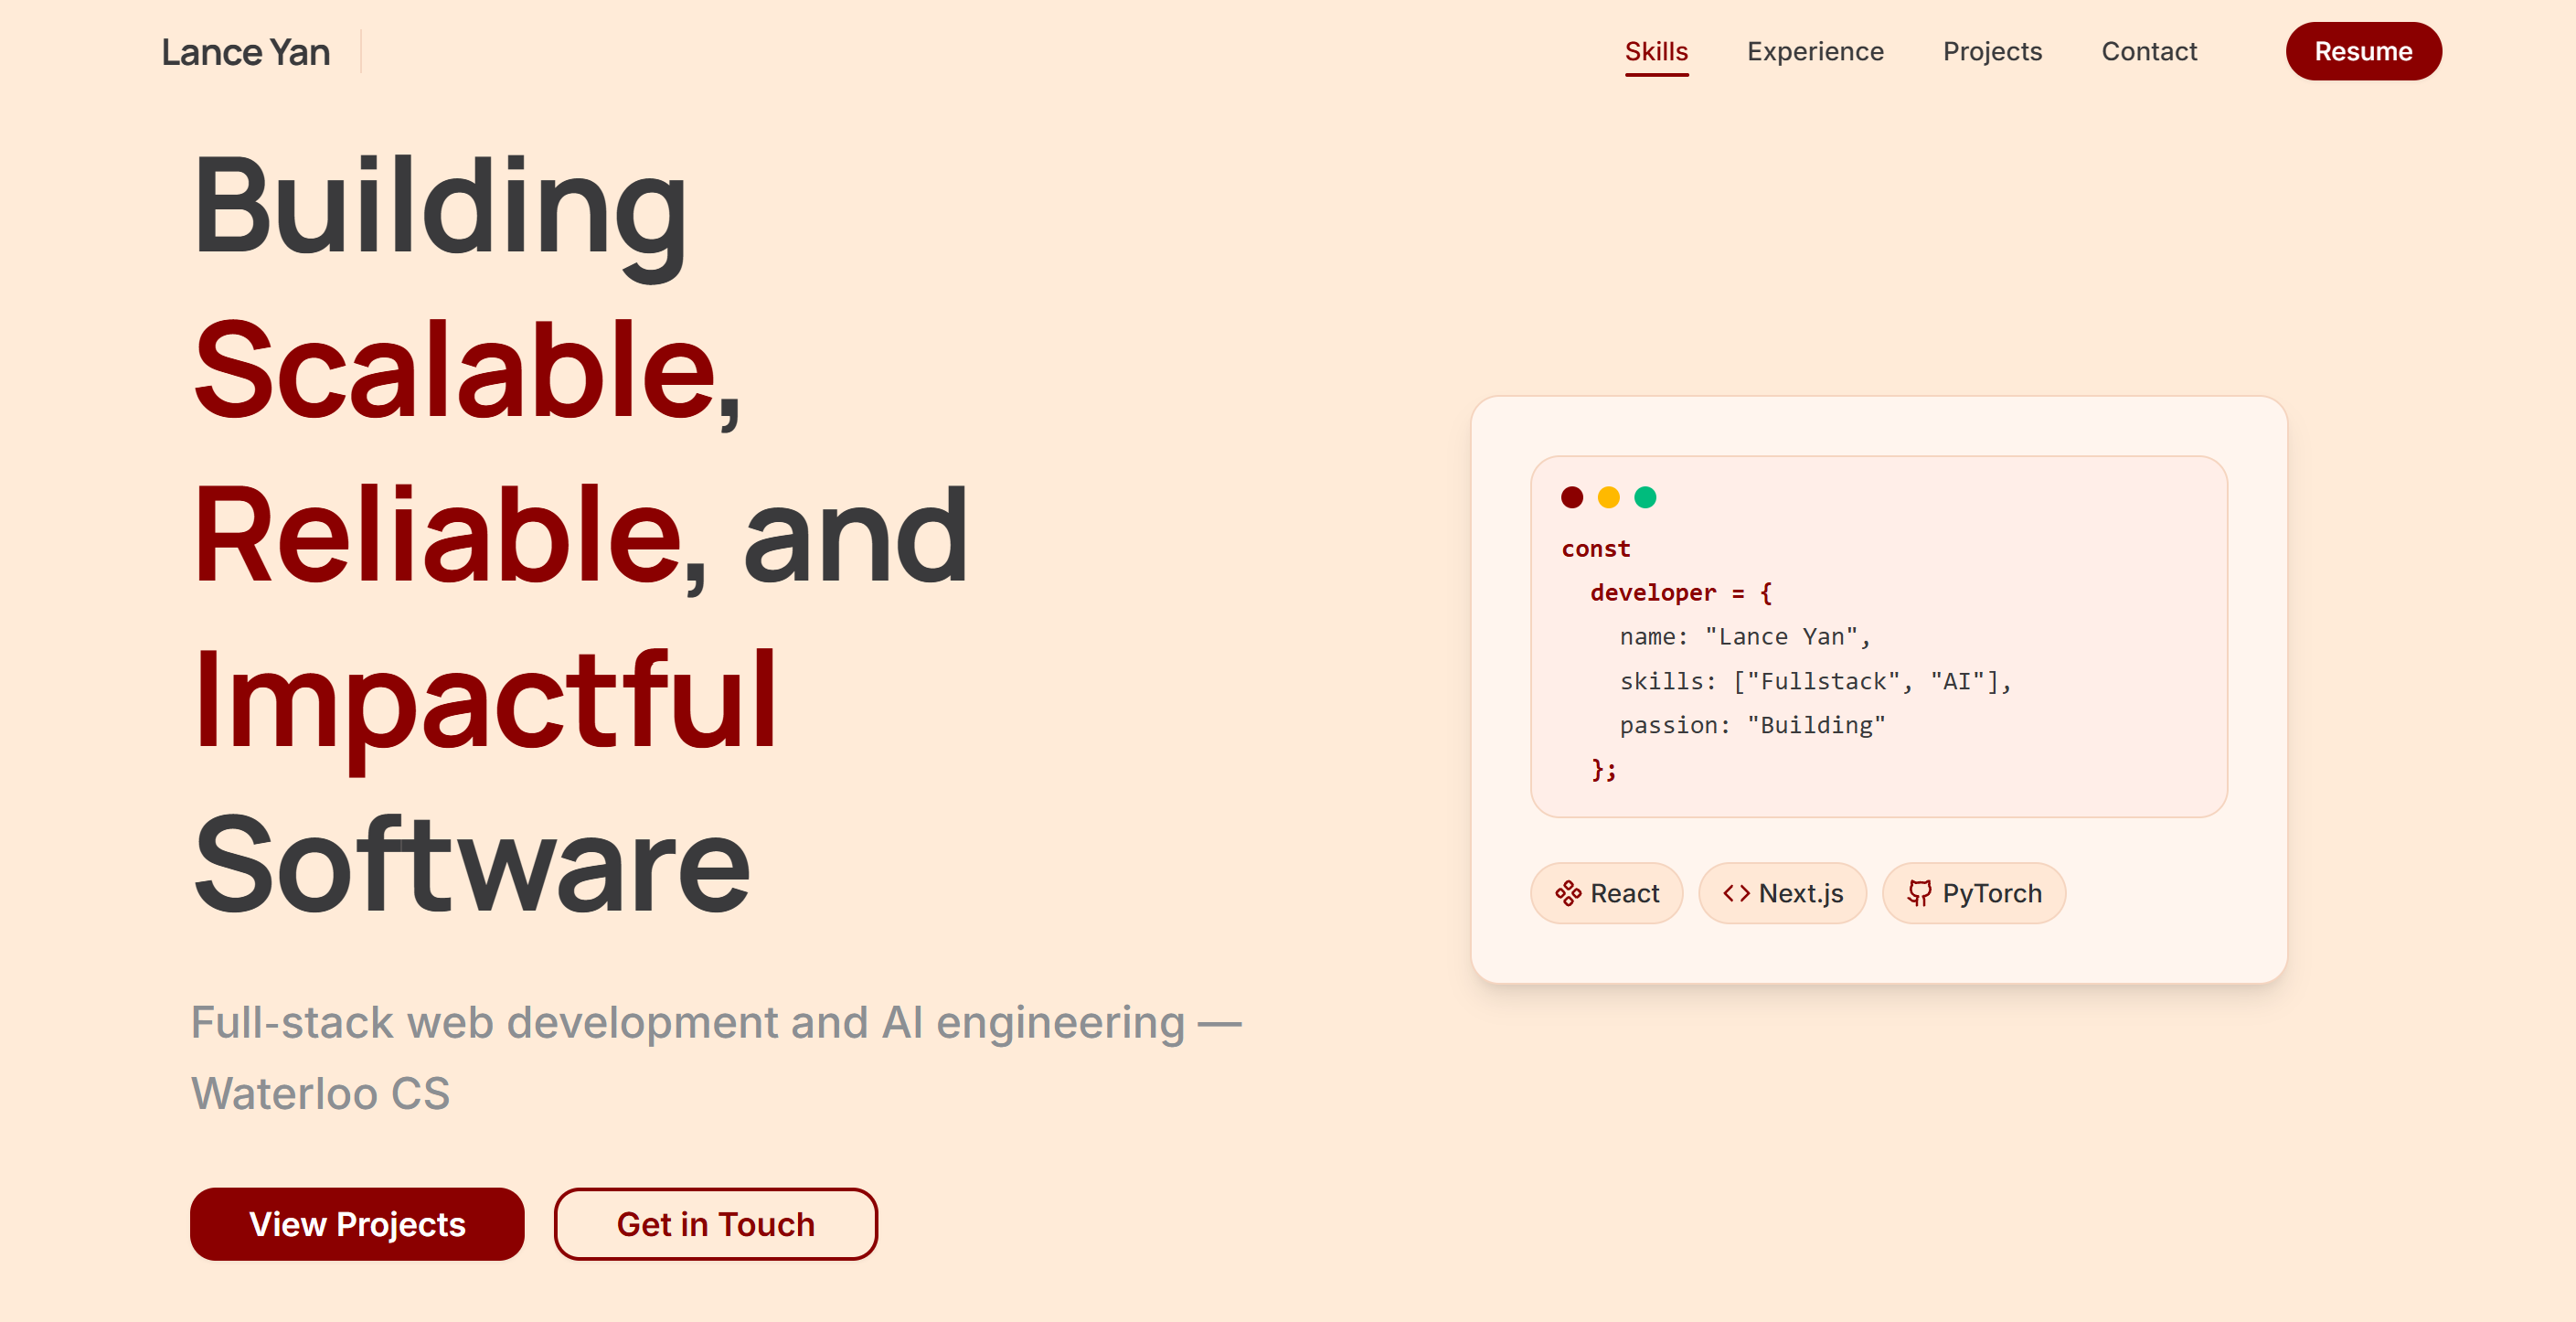 Lance Yan
Skills Experience Projects Contact Resume
Building
Scalable,
Reliable, and
Impactful
Software
Full-stack web development and AI engineering —
Waterloo CS
View Projects Get in Touch
const
developer = {
name: "Lance Yan",
skills: ["Fullstack", "AI"],
passion: "Building"
};
React Next.js PyTorch